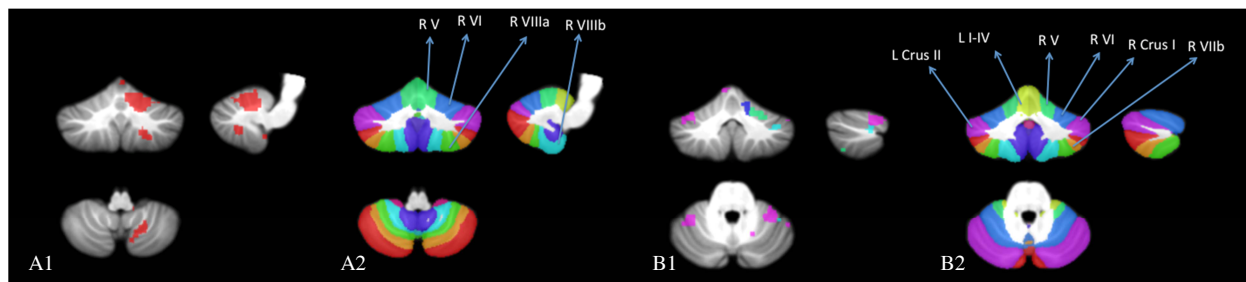 R V
R VI
R VIIIa
R VIIIb
L Crus II
L I-IV
R V
R VI
R Crus I
R VIIb
A1
A2
B1
B2